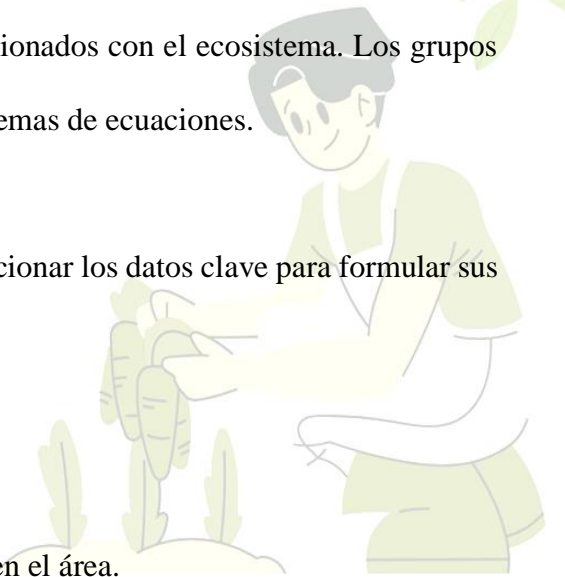 ionados con el ecosistema. Los grupos
emas de ecuaciones.
cionar los datos clave para formular sus
en el área.